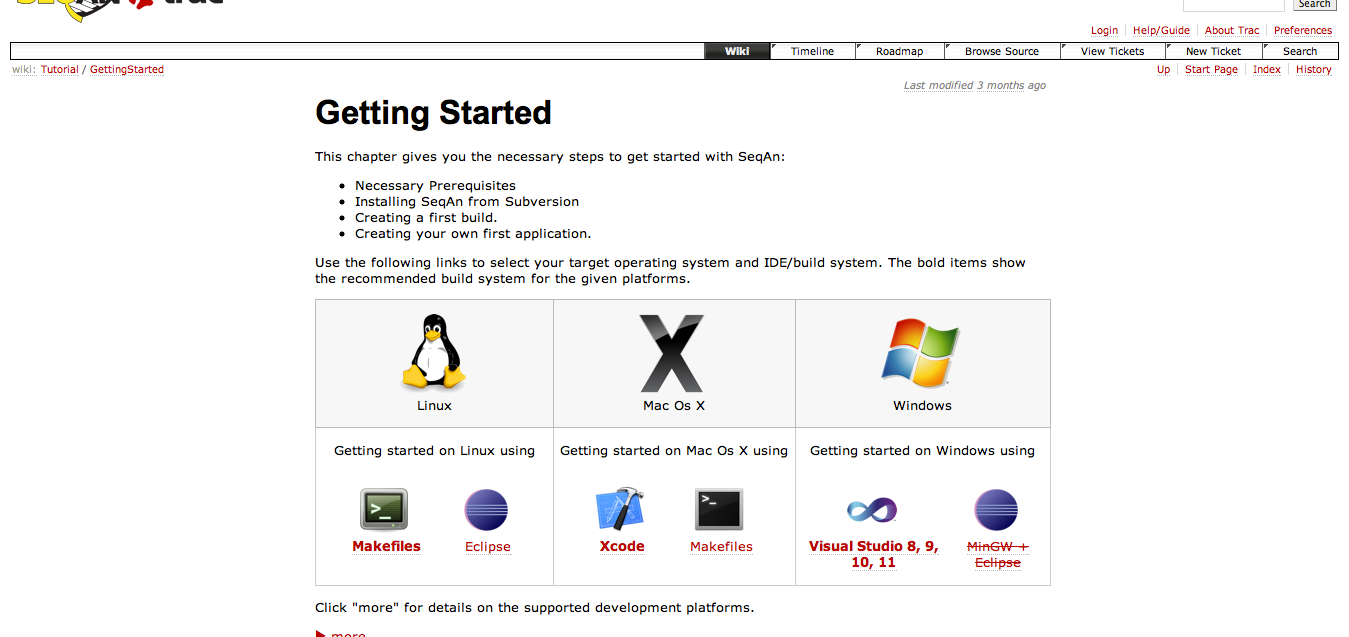 SEQAN trac
Search
Login Help/Guide About Trac Preferences
Wiki Timeline Roadmap Browse Source View Tickets New Ticket Search
wiki: Tutorial / GettingStarted
Up Start Page Index History
Last modified 3 months ago
Getting Started
This chapter gives you the necessary steps to get started with SeqAn:
• Necessary Prerequisites
• Installing SeqAn from Subversion
• Creating a first build.
• Creating your own first application.
Use the following links to select your target operating system and IDE/build system. The bold items show
the recommended build system for the given platforms.
Linux Mac Os X Windows
Getting started on Linux using Getting started on Mac Os X using Getting started on Windows using
Makefiles Eclipse Xcode Makefiles Visual Studio 8, 9, MinGW +
10, 11 Eclipse
Click "more" for details on the supported development platforms.
more